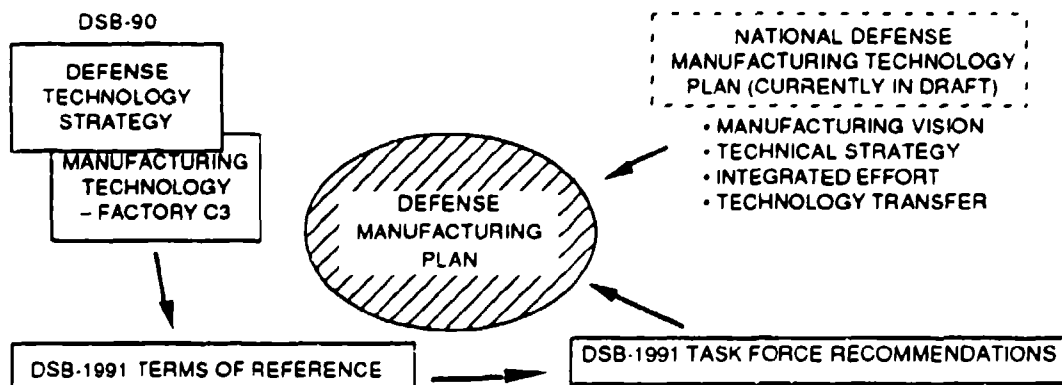 DSB-90
DEFENSE
TECHNOLOGY
STRATEGY
MANUFACTURING
TECHNOLOGY
– FACTORY C3
NATIONAL DEFENSE
MANUFACTURING TECHNOLOGY
PLAN (CURRENTLY IN DRAFT)
• MANUFACTURING VISION
• TECHNICAL STRATEGY
• INTEGRATED EFFORT
• TECHNOLOGY TRANSFER
DEFENSE
MANUFACTURING
PLAN
DSB-1991 TERMS OF REFERENCE
DSB-1991 TASK FORCE RECOMMENDATIONS